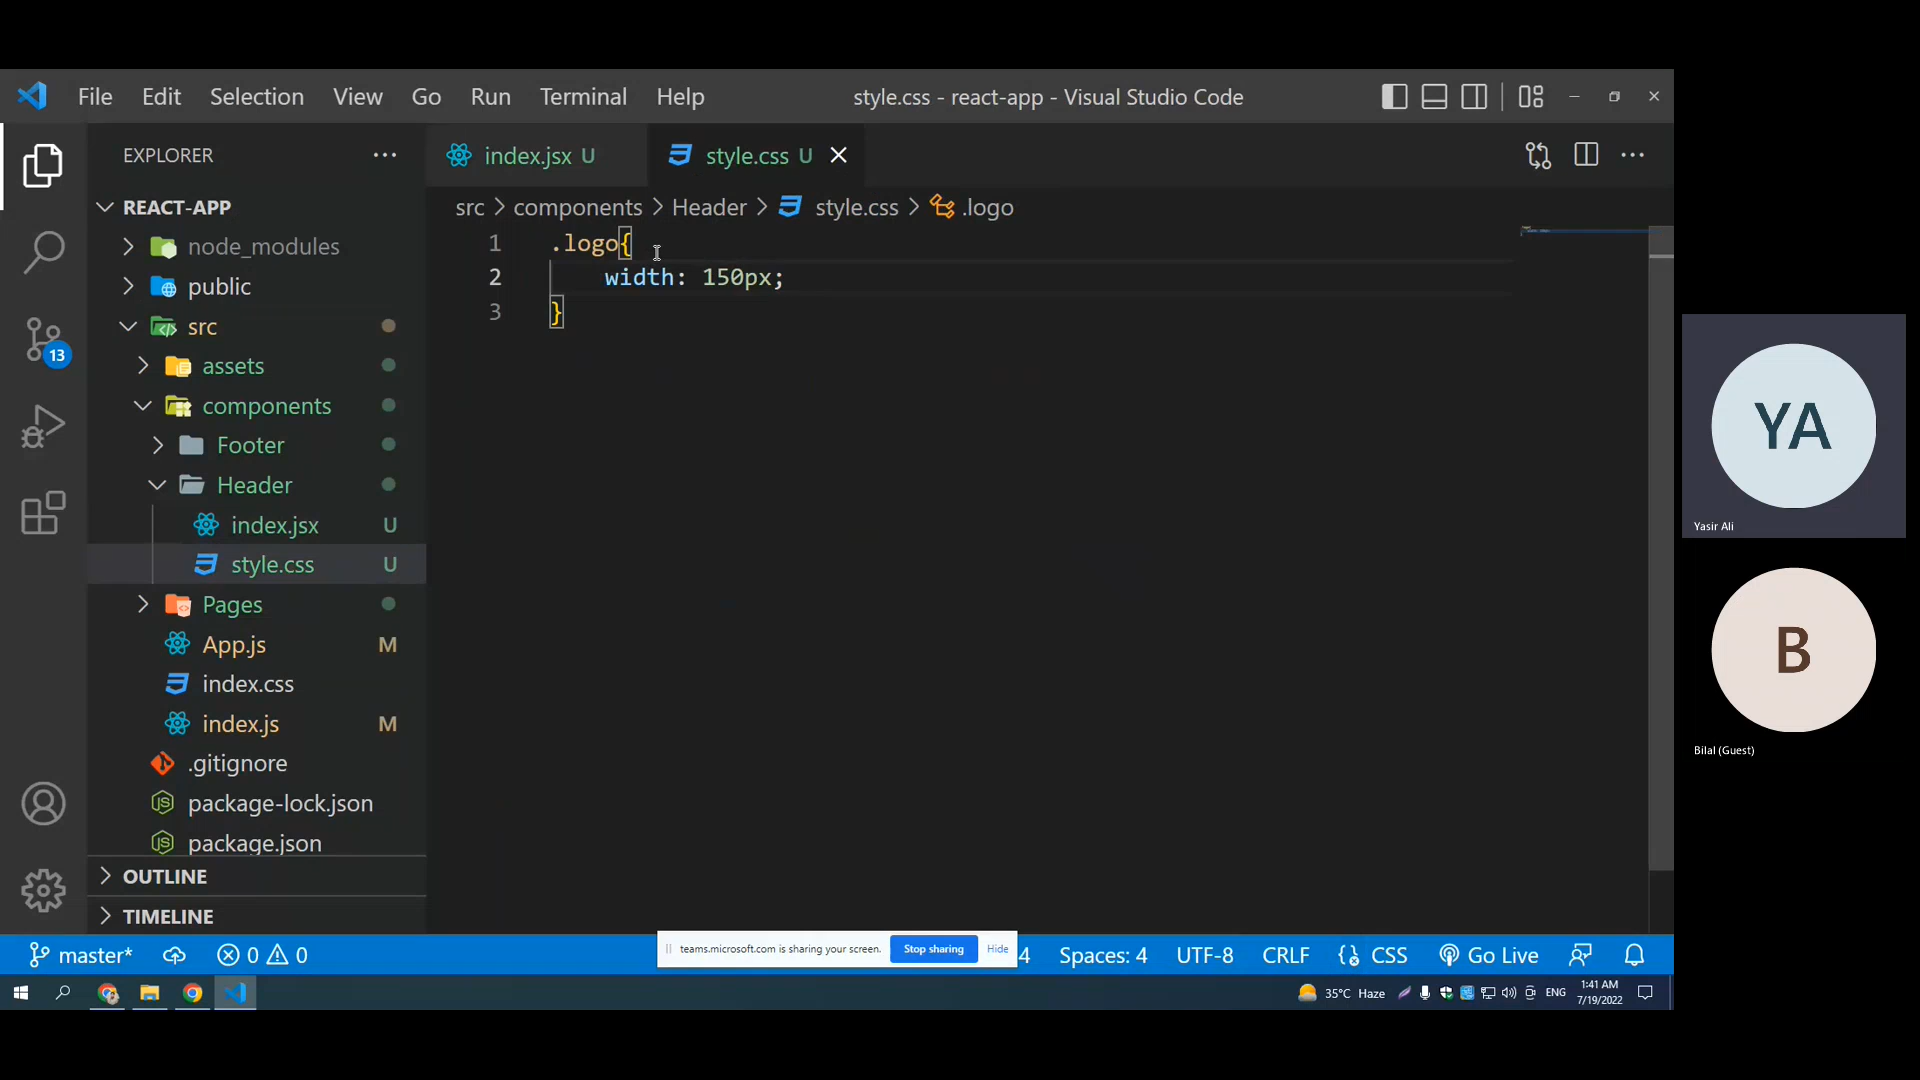 File Edit Selection View Go Run Terminal Help style.css - react-app - Visual Studio Code
EXPLORER
index.jsx U
style.css U
REACT-APP
src > components > Header > style.css > .logo
node_modules
public
src
assets
components
Footer
Header
index.jsx U
style.css U
Pages
App.js M
index.css
index.js M
.gitignore
package-lock.json
package.json
OUTLINE
TIMELINE
1 .logo{
2 width: 150px;
3 }
13
YA
Yasir Ali
B
Bilal (Guest)
master* 0 0
teams.microsoft.com is sharing your screen. Stop sharing Hide
4 Spaces: 4 UTF-8 CRLF CSS Go Live
35°C Haze ENG 1:41 AM
7/19/2022